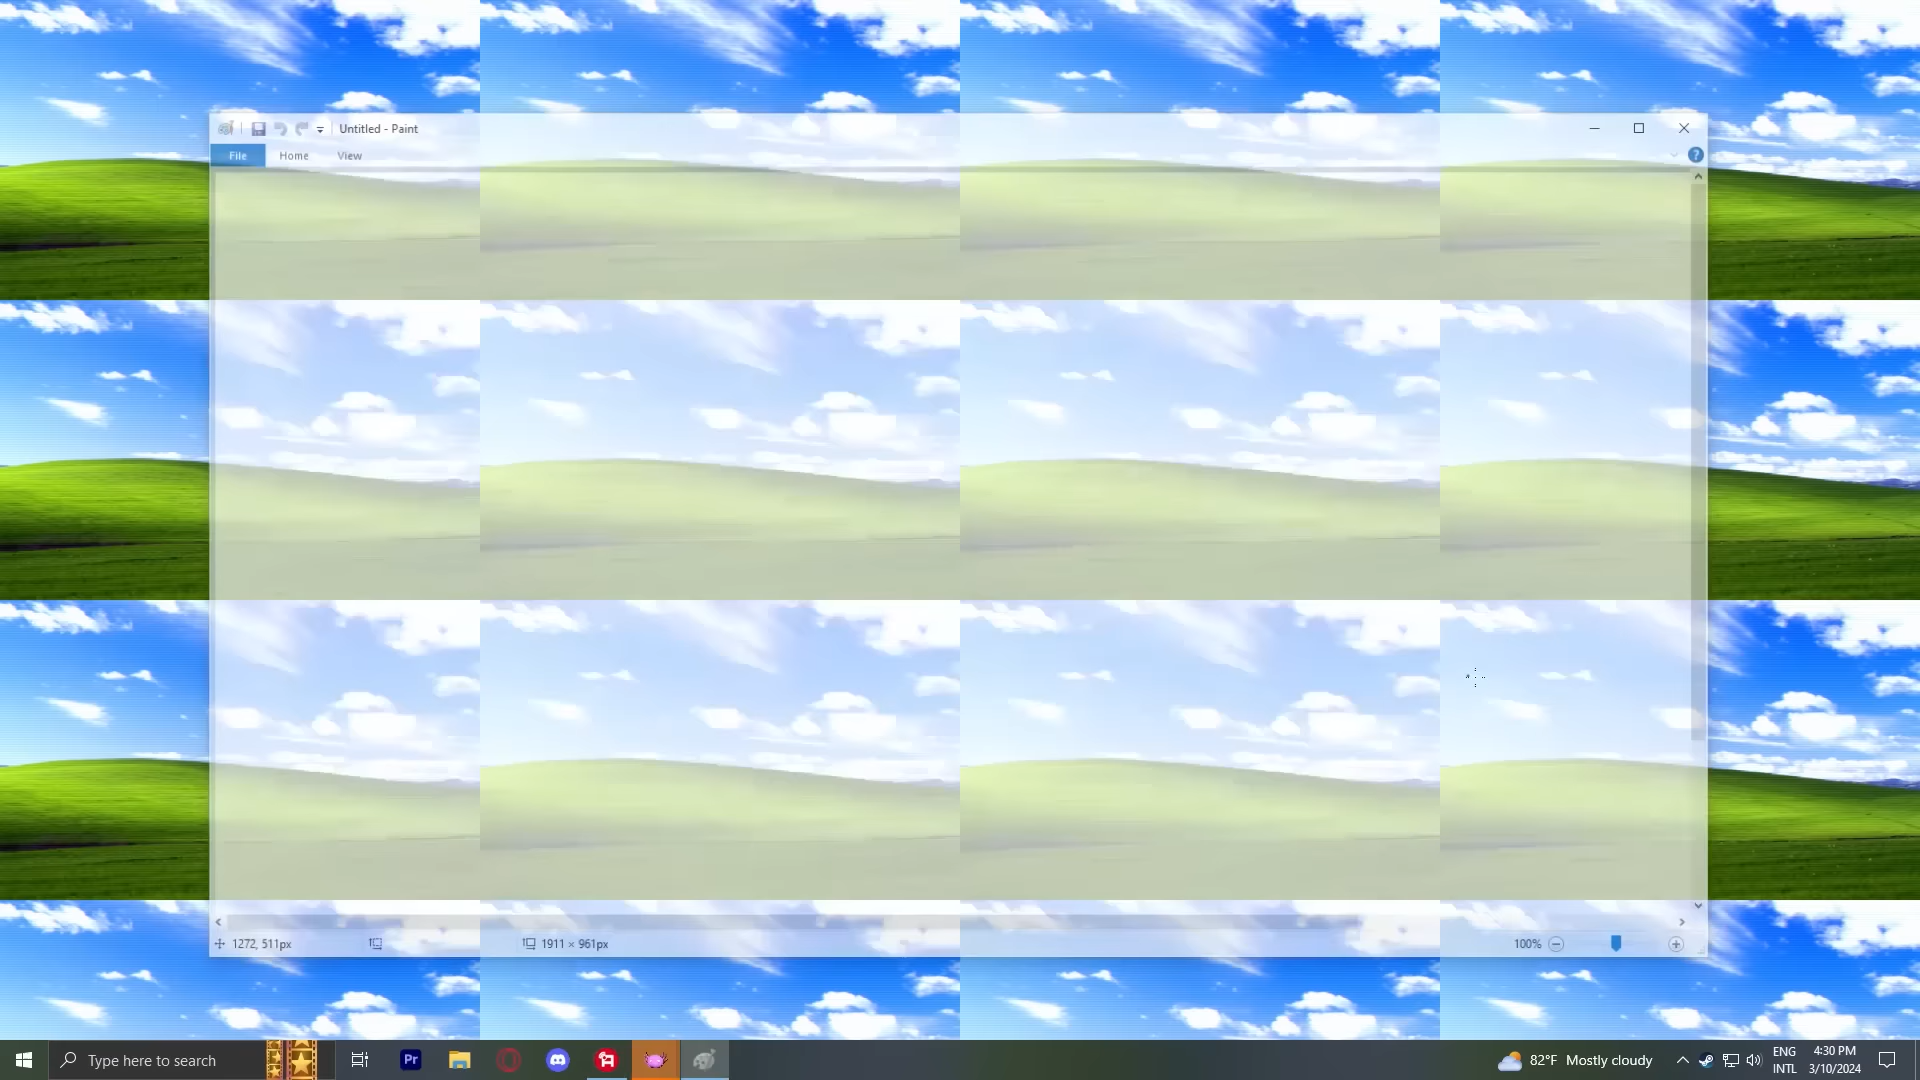 Untitled - Paint
File Home View
1272, 511px 1911 × 961px 100%
Type here to search Pr 82°F Mostly cloudy ENG 4:30 PM
INTL 3/10/2024